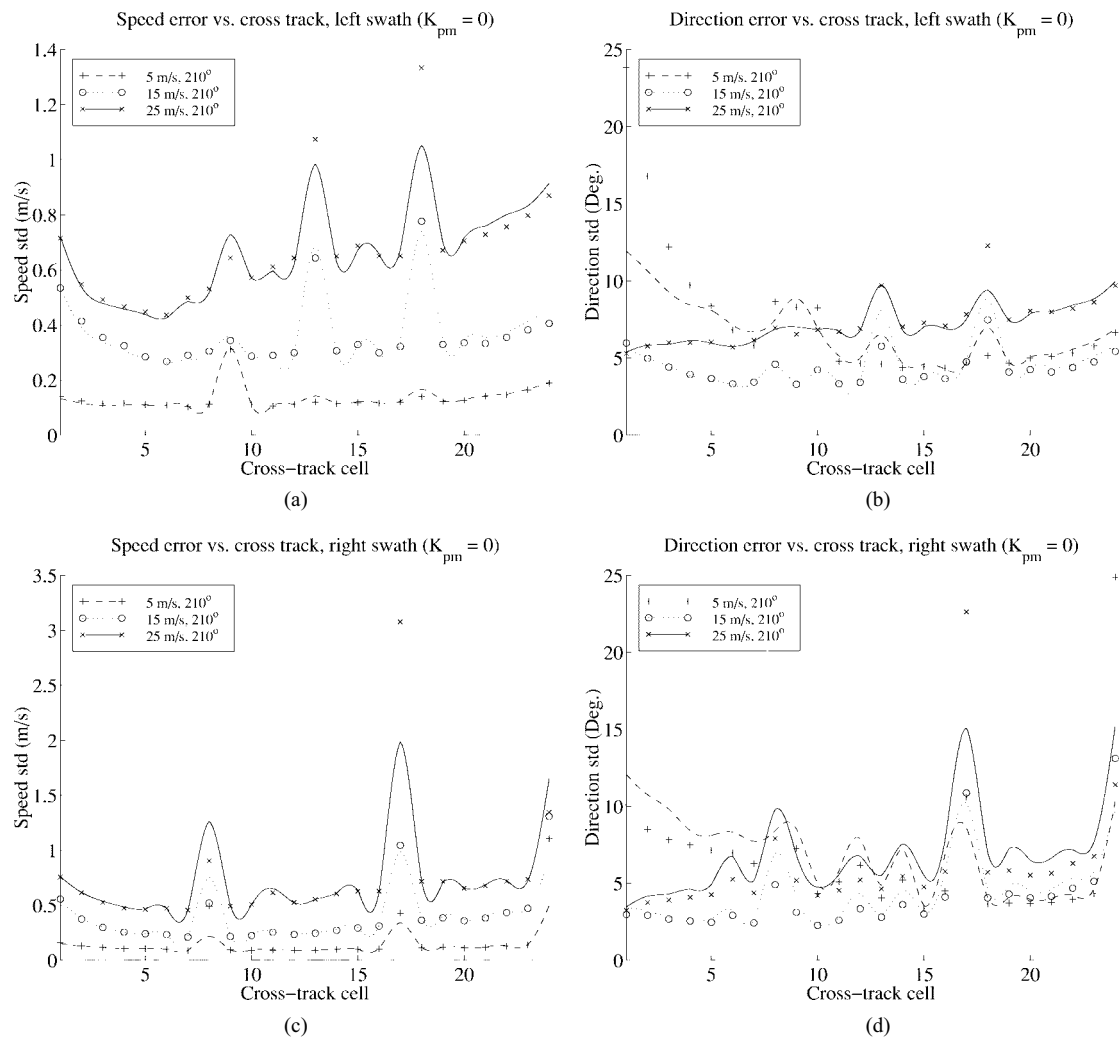 Speed error vs. cross track, left swath (Kpm = 0)
1.4
1.2
1
0.8
0.6
0.4
0.2
0
Speed std (m/s)
5 m/s, 210°
15 m/s, 210°
25 m/s, 210°
5 10 15 20
Cross−track cell
(a)
Direction error vs. cross track, left swath (Kpm = 0)
25
20
15
10
5
0
Direction std (Deg.)
5 m/s, 210°
15 m/s, 210°
25 m/s, 210°
5 10 15 20
Cross−track cell
(b)
Speed error vs. cross track, right swath (Kpm = 0)
3.5
3
2.5
2
1.5
1
0.5
0
Speed std (m/s)
5 m/s, 210°
15 m/s, 210°
25 m/s, 210°
5 10 15 20
Cross−track cell
(c)
Direction error vs. cross track, right swath (Kpm = 0)
25
20
15
10
5
0
Direction std (Deg.)
5 m/s, 210°
15 m/s, 210°
25 m/s, 210°
5 10 15 20
Cross−track cell
(d)